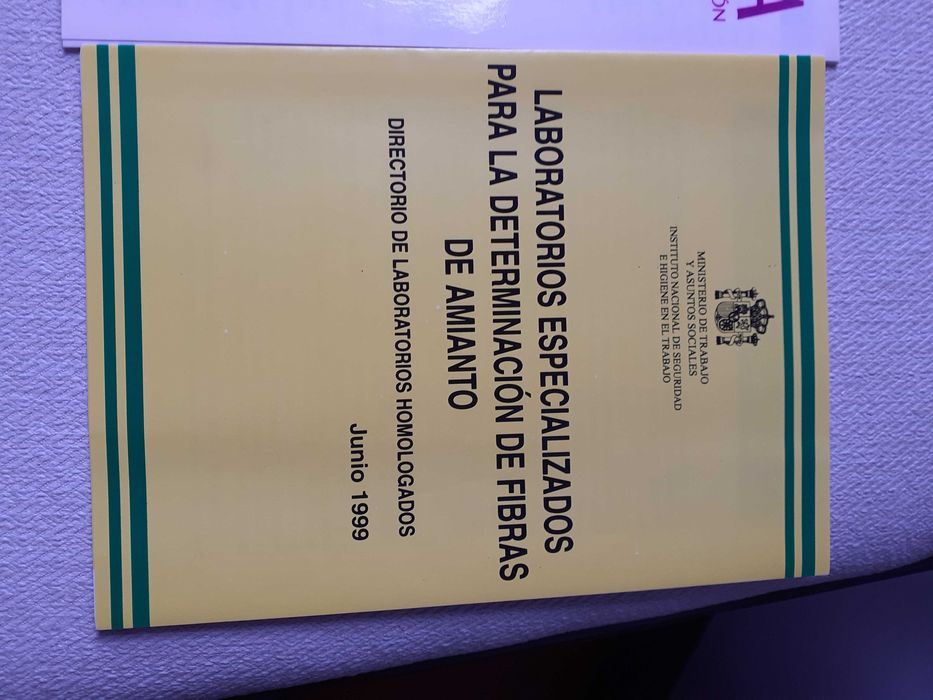 MINISTERIO DE TRABAJO
Y ASUNTOS SOCIALES
INSTITUTO NACIONAL DE SEGURIDAD
E HIGIENE EN EL TRABAJO
LABORATORIOS ESPECIALIZADOS
PARA LA DETERMINACIÓN DE FIBRAS
DE AMIANTO
DIRECTORIO DE LABORATORIOS HOMOLOGADOS
Junio 1999